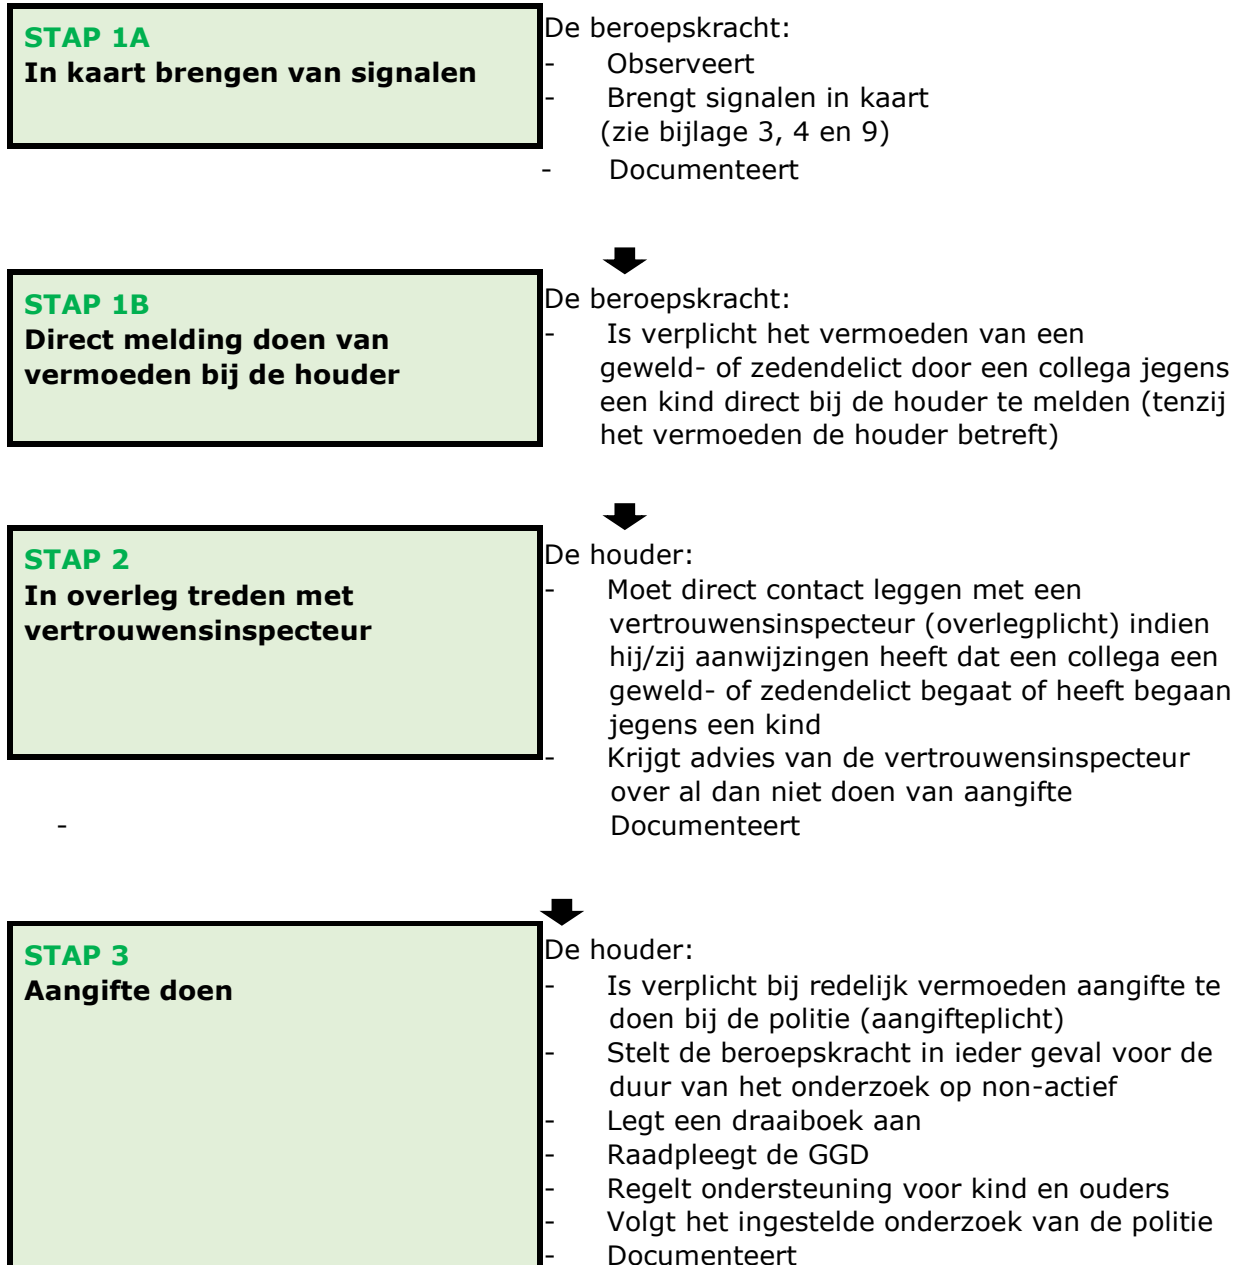 STAP 1A
In kaart brengen van signalen
De beroepskracht:
- Observeert
- Brengt signalen in kaart
(zie bijlage 3, 4 en 9)
- Documenteert
STAP 1B
Direct melding doen van
vermoeden bij de houder
De beroepskracht:
- Is verplicht het vermoeden van een
geweld- of zedendelict door een collega jegens
een kind direct bij de houder te melden (tenzij
het vermoeden de houder betreft)
STAP 2
In overleg treden met
vertrouwensinspecteur
De houder:
- Moet direct contact leggen met een
vertrouwensinspecteur (overlegplicht) indien
hij/zij aanwijzingen heeft dat een collega een
geweld- of zedendelict begaat of heeft begaan
jegens een kind
- Krijgt advies van de vertrouwensinspecteur
over al dan niet doen van aangifte
- Documenteert
STAP 3
Aangifte doen
De houder:
- Is verplicht bij redelijk vermoeden aangifte te
doen bij de politie (aangifteplicht)
- Stelt de beroepskracht in ieder geval voor de
duur van het onderzoek op non-actief
- Legt een draaiboek aan
- Raadpleegt de GGD
- Regelt ondersteuning voor kind en ouders
- Volgt het ingestelde onderzoek van de politie
- Documenteert